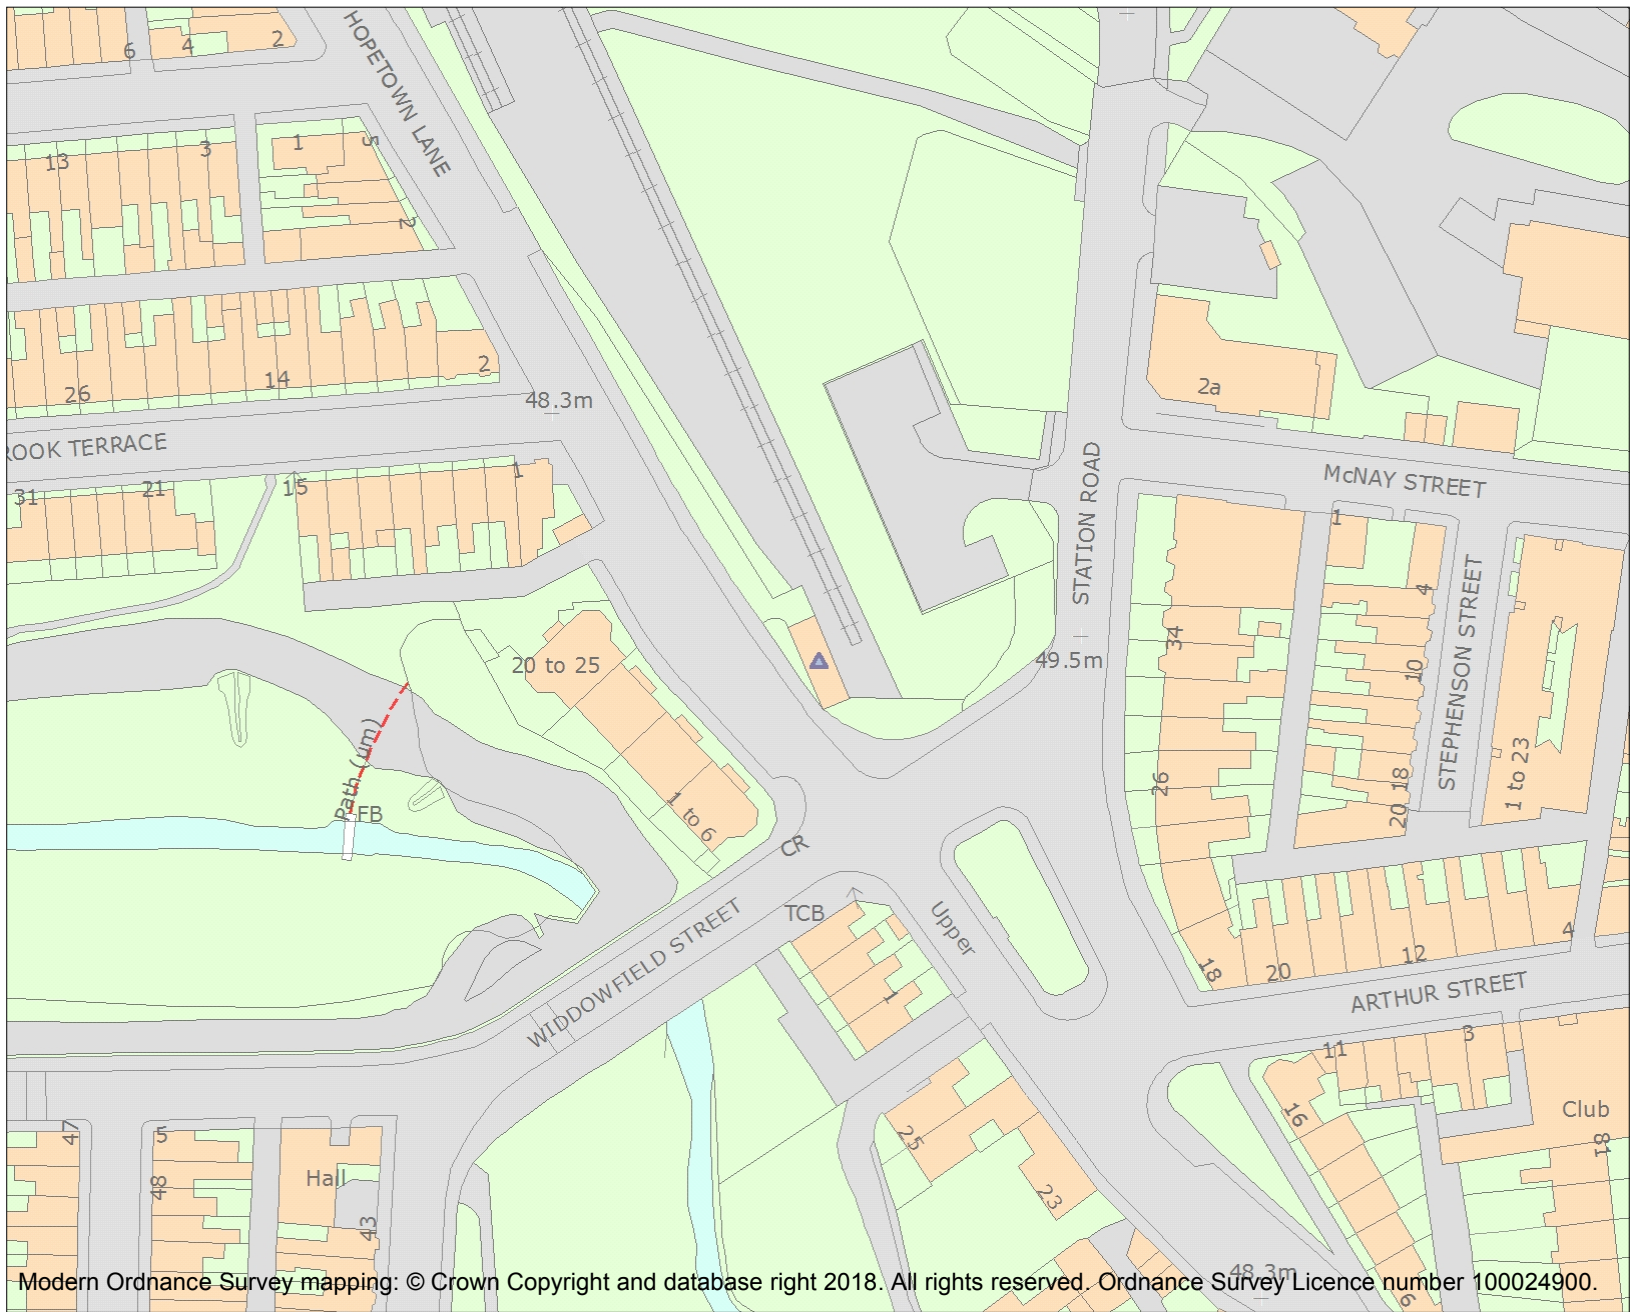 6
4
2
HOPETOWN LANE
13
3
1
5
2
26
14
2
48.3m
ROOK TERRACE
31
21
15
1
2a
McNAY STREET
STATION ROAD
1
4
34
10
STEPHENSON STREET
49.5m
20 to 25
Path (um)
FB
1 to 6
26
18
20
1 to 23
CR
TCB
Upper
WIDDOWFIELD STREET
1
18
20
12
4
ARTHUR STREET
11
3
16
Club
81
25
23
47
5
48
Hall
43
48.3m
6
Modern Ordnance Survey mapping: © Crown Copyright and database right 2018. All rights reserved. Ordnance Survey Licence number 100024900.